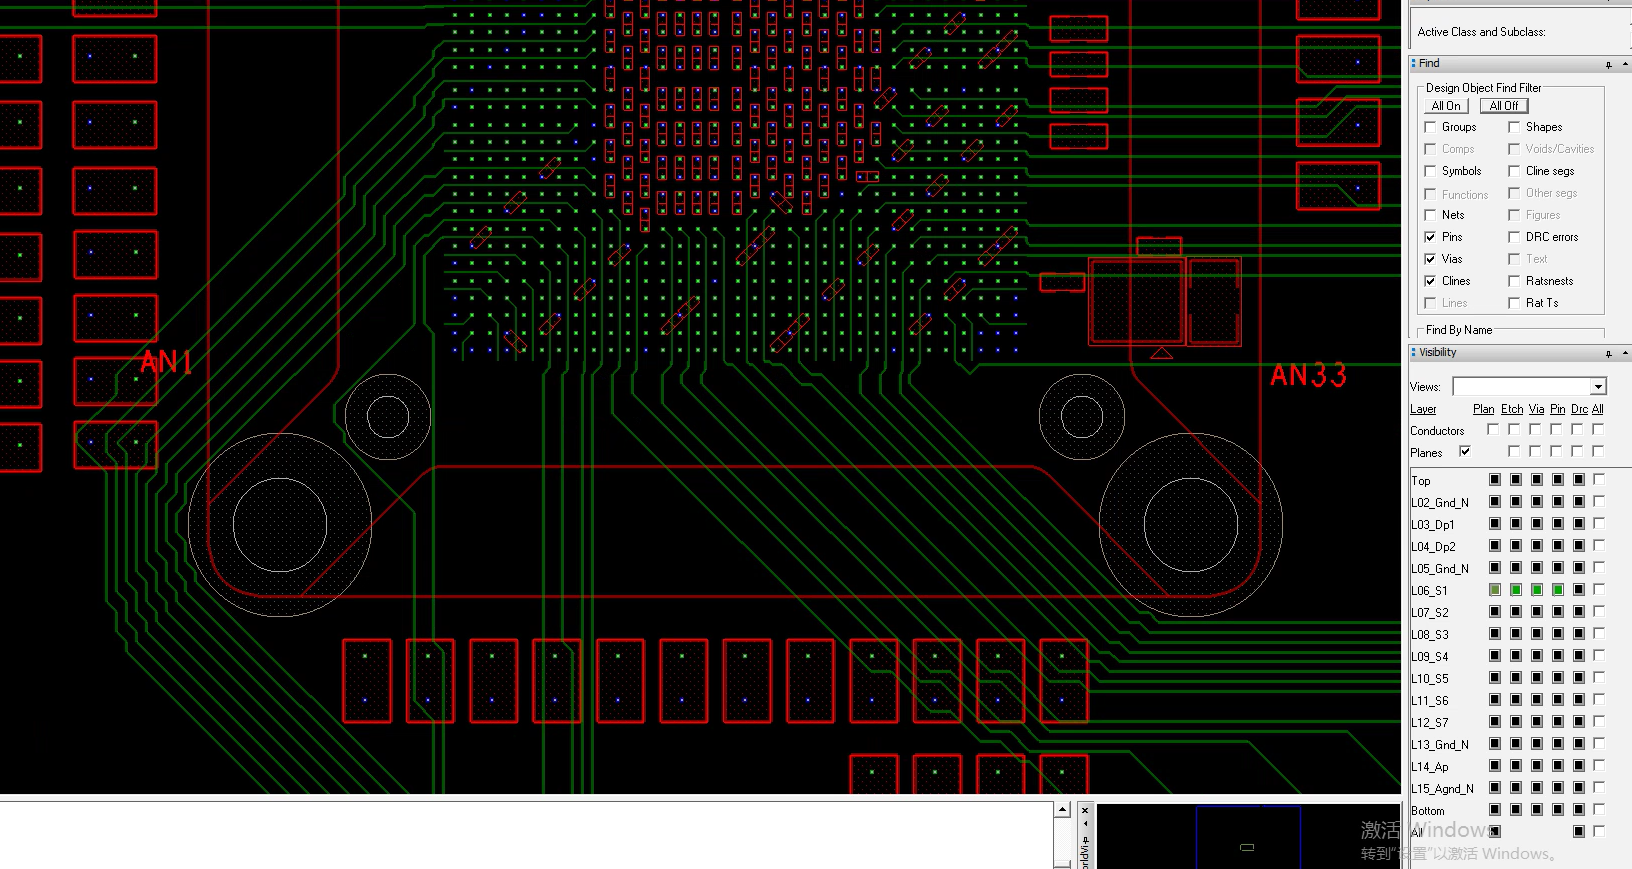 Active Class and Subclass:
Find
Design Object Find Filter
All On All Off
Groups Shapes
Comps Voids/Cavities
Symbols Cline segs
Functions Other segs
Nets Figures
Pins DRC errors
Vias Text
Clines Ratsnests
Lines Rat Ts
Find By Name
Visibility
Views:
Layer Plan Etch Via Pin Drc All
Conductors
Planes
Top
L02_Gnd_N
L03_Dp1
L04_Dp2
L05_Gnd_N
L06_S1
L07_S2
L08_S3
L09_S4
L10_S5
L11_S6
L12_S7
L13_Gnd_N
L14_Ap
L15_Agnd_N
Bottom
All
AN1
AN33
激活 Windows
转到"设置"以激活 Windows。